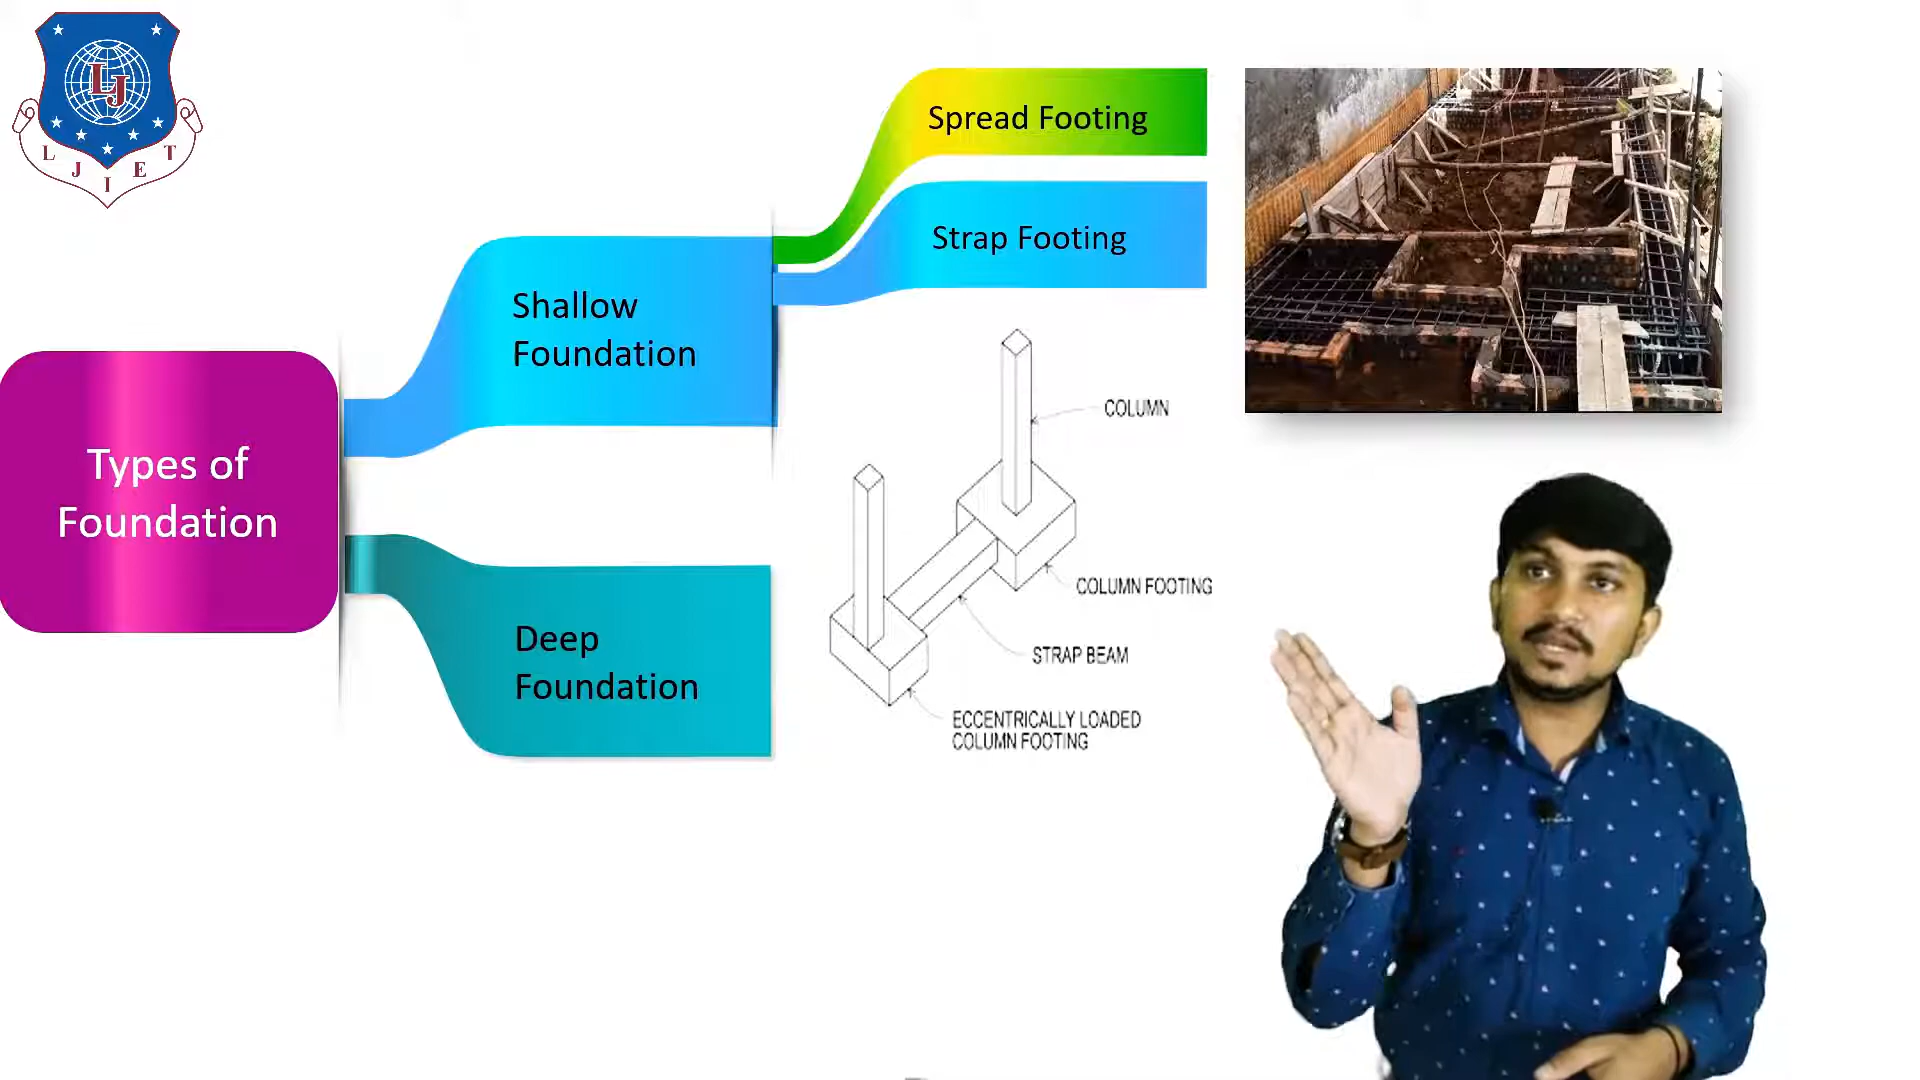 LJ
L J I E T
Spread Footing
Strap Footing
Shallow
Foundation
Types of
Foundation
Deep
Foundation
COLUMN
COLUMN FOOTING
STRAP BEAM
ECCENTRICALLY LOADED
COLUMN FOOTING